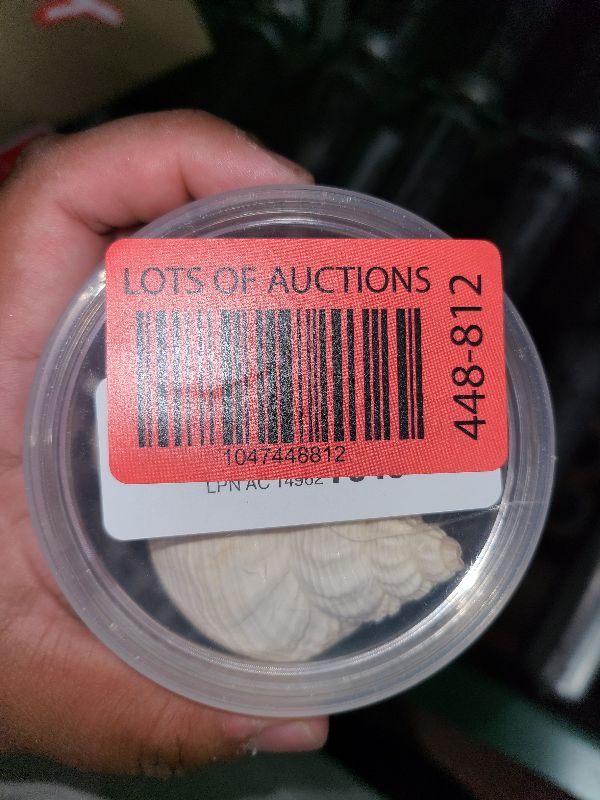 LOTS OF AUCTIONS
448-812
1047448812
LPN AC 14962